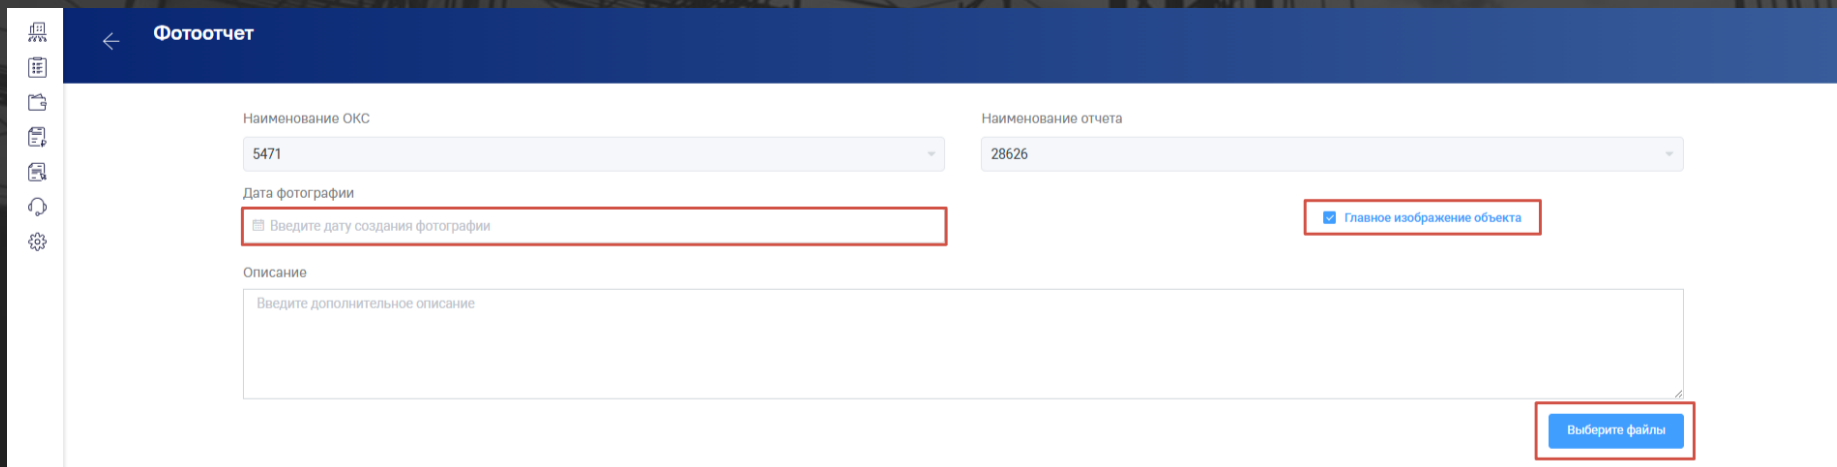 Фотоотчет
Наименование ОКС
Наименование отчета
5471
28626
Дата фотографии
Введите дату создания фотографии
Главное изображение объекта
Описание
Введите дополнительное описание
Выберите файлы